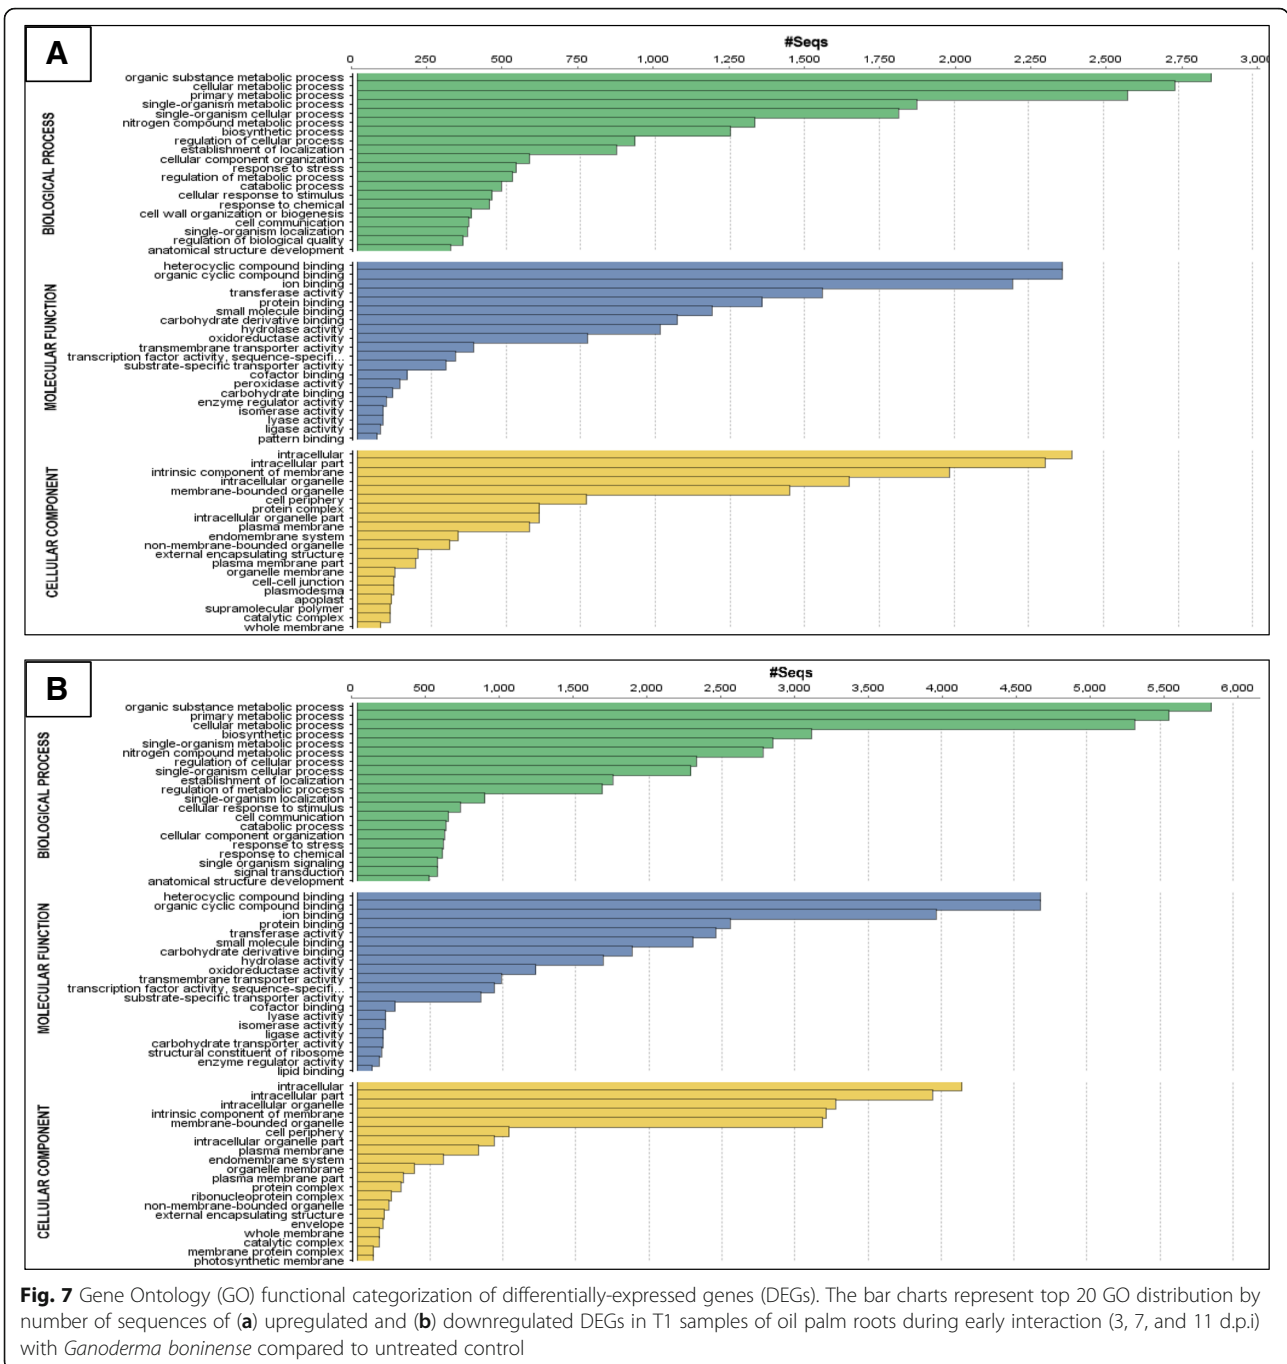 A
#Seqs
0 250 500 750 1,000 1,250 1,500 1,750 2,000 2,250 2,500 2,750 3,000
BIOLOGICAL PROCESS
organic substance metabolic process
cellular metabolic process
primary metabolic process
single-organism metabolic process
single-organism cellular process
nitrogen compound metabolic process
biosynthetic process
regulation of cellular process
establishment of localization
cellular component organization
response to stress
regulation of metabolic process
catabolic process
cellular response to stimulus
response to chemical
cell wall organization or biogenesis
cell communication
single-organism localization
regulation of biological quality
anatomical structure development
MOLECULAR FUNCTION
heterocyclic compound binding
organic cyclic compound binding
ion binding
transferase activity
protein binding
small molecule binding
carbohydrate derivative binding
hydrolase activity
oxidoreductase activity
transmembrane transporter activity
transcription factor activity, sequence-specifi...
substrate-specific transporter activity
cofactor binding
peroxidase activity
carbohydrate binding
enzyme regulator activity
isomerase activity
lyase activity
ligase activity
pattern binding
CELLULAR COMPONENT
intracellular
intracellular part
intrinsic component of membrane
intracellular organelle
membrane-bounded organelle
cell periphery
protein complex
intracellular organelle part
plasma membrane
endomembrane system
non-membrane-bounded organelle
external encapsulating structure
plasma membrane part
organelle membrane
cell-cell junction
plasmodesma
apoplast
supramolecular polymer
catalytic complex
whole membrane
B
#Seqs
0 500 1,000 1,500 2,000 2,500 3,000 3,500 4,000 4,500 5,000 5,500 6,000
BIOLOGICAL PROCESS
organic substance metabolic process
primary metabolic process
cellular metabolic process
biosynthetic process
single-organism metabolic process
nitrogen compound metabolic process
regulation of cellular process
single-organism cellular process
establishment of localization
regulation of metabolic process
single-organism localization
cellular response to stimulus
cell communication
catabolic process
cellular component organization
response to stress
response to chemical
single organism signaling
signal transduction
anatomical structure development
MOLECULAR FUNCTION
heterocyclic compound binding
organic cyclic compound binding
ion binding
protein binding
transferase activity
small molecule binding
carbohydrate derivative binding
hydrolase activity
oxidoreductase activity
transmembrane transporter activity
transcription factor activity, sequence-specifi...
substrate-specific transporter activity
cofactor binding
lyase activity
isomerase activity
ligase activity
carbohydrate transporter activity
structural constituent of ribosome
enzyme regulator activity
lipid binding
CELLULAR COMPONENT
intracellular
intracellular part
intracellular organelle
intrinsic component of membrane
membrane-bounded organelle
cell periphery
intracellular organelle part
plasma membrane
endomembrane system
organelle membrane
plasma membrane part
protein complex
ribonucleoprotein complex
non-membrane-bounded organelle
external encapsulating structure
envelope
whole membrane
catalytic complex
membrane protein complex
photosynthetic membrane
Fig. 7 Gene Ontology (GO) functional categorization of differentially-expressed genes (DEGs). The bar charts represent top 20 GO distribution by
number of sequences of (a) upregulated and (b) downregulated DEGs in T1 samples of oil palm roots during early interaction (3, 7, and 11 d.p.i)
with Ganoderma boninense compared to untreated control